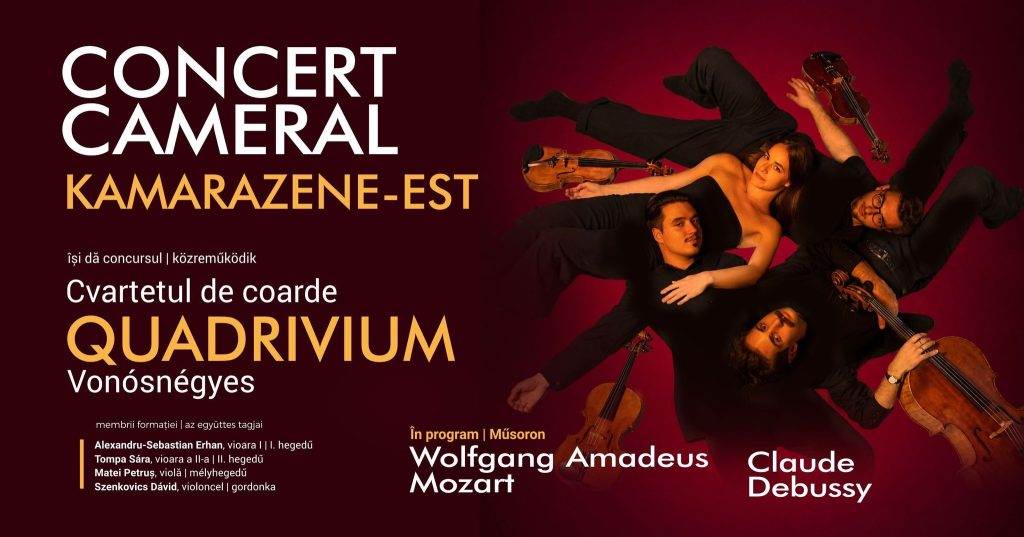 CONCERT
CAMERAL
KAMARAZENE-EST
își dă concursul | közreműködik
Cvartetul de coarde
QUADRIVIUM
Vonósnégyes
membrii formației | az együttes tagjai
Alexandru-Sebastian Erhan, vioara I | I. hegedű
Tompa Sára, vioara a II-a | II. hegedű
Matei Petruș, violă | mélyhegedű
Szenkovics Dávid, violoncel | gordonka
În program | Műsoron
Wolfgang Amadeus
Mozart
Claude
Debussy